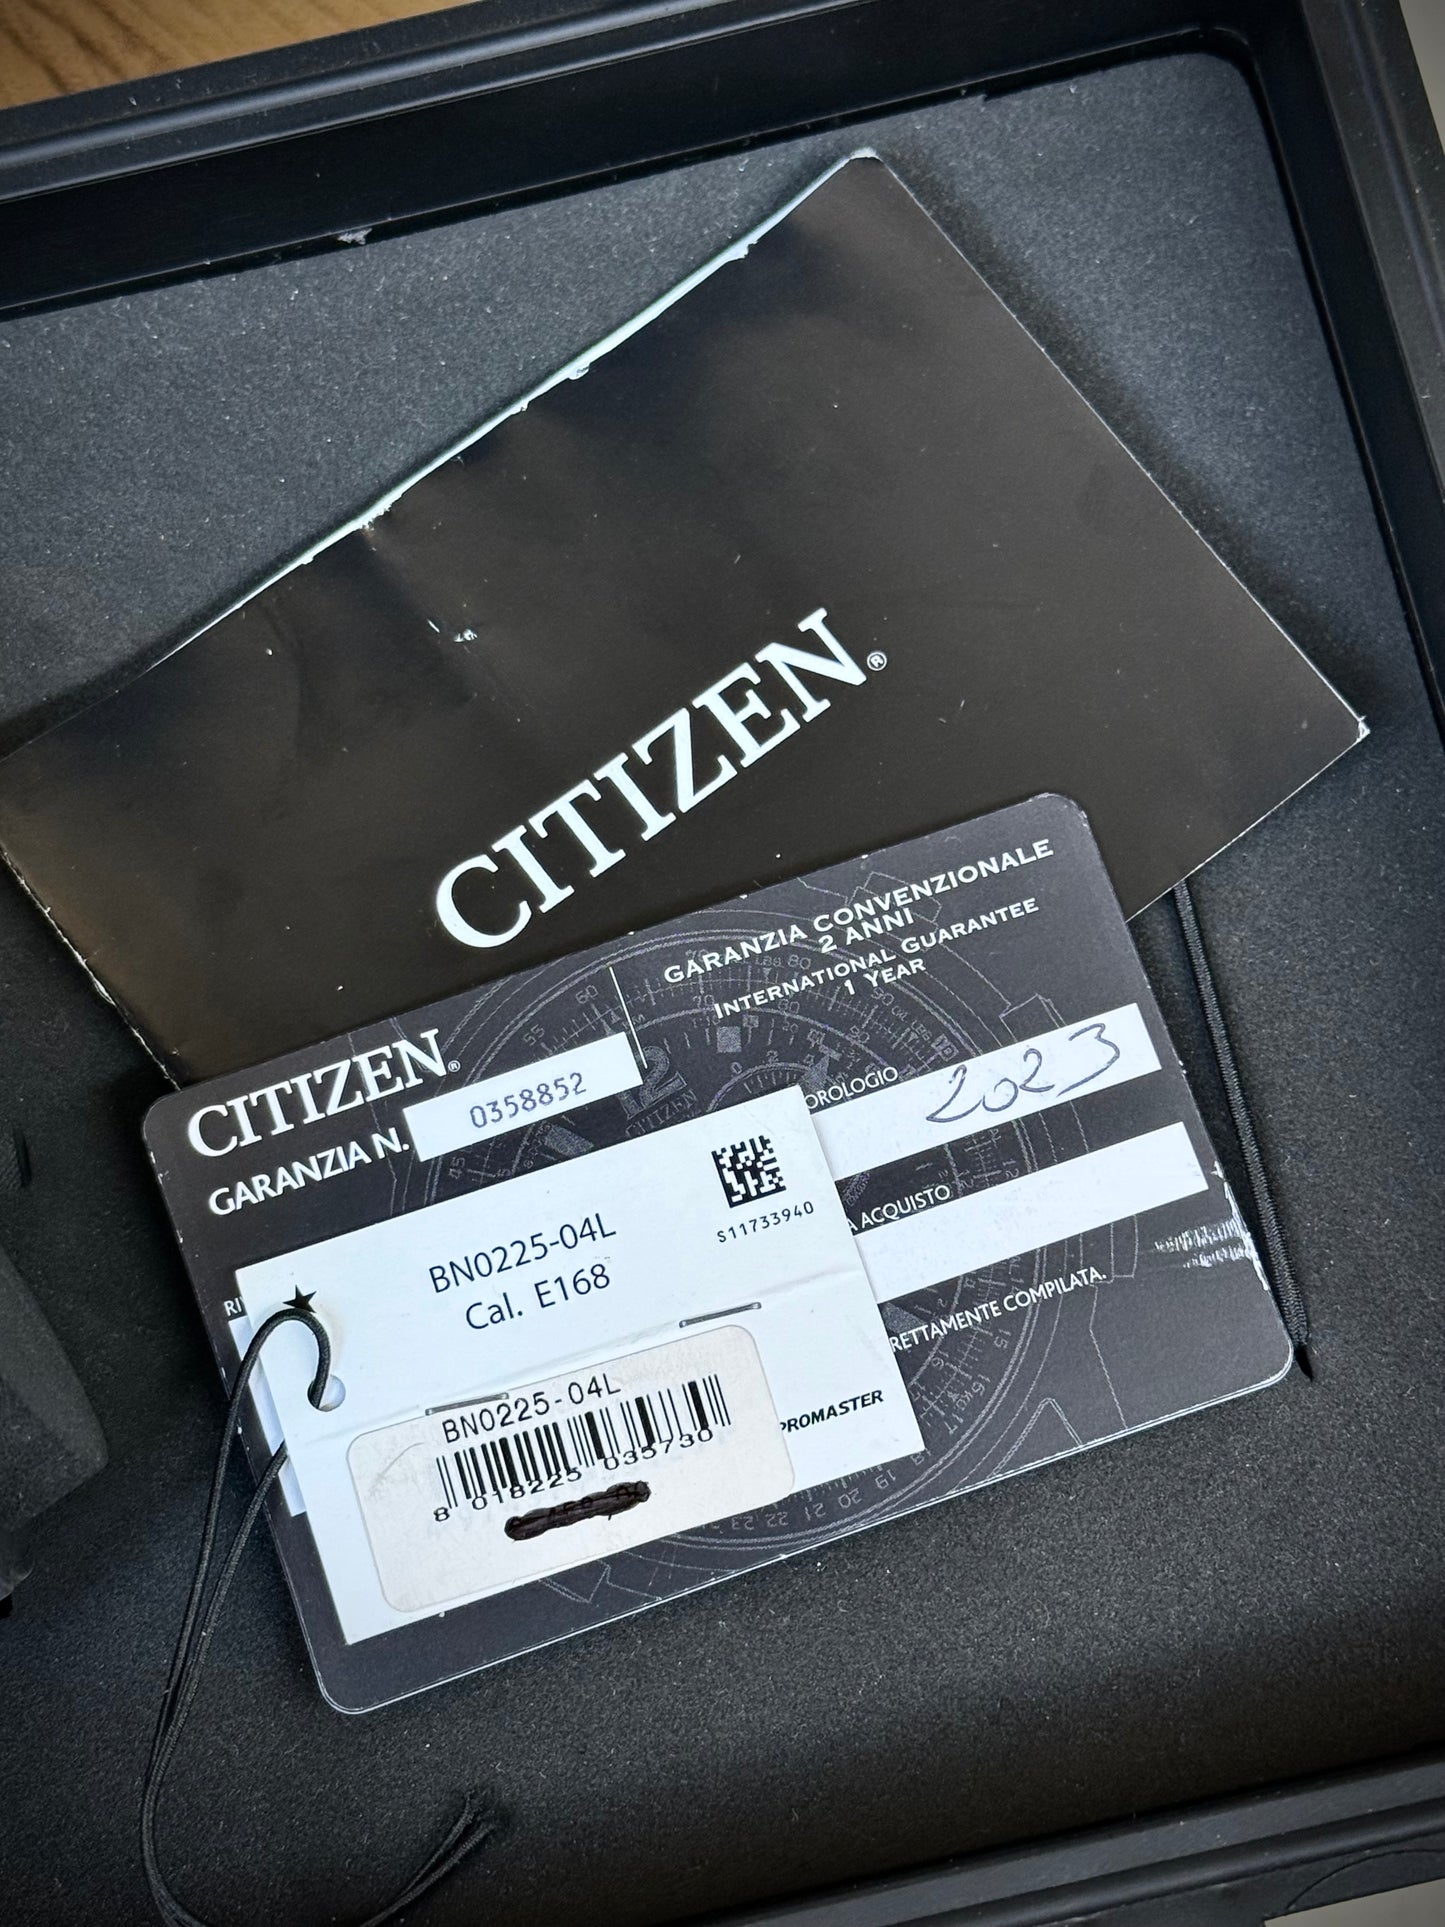 CITIZEN®
CITIZEN®
GARANZIA N. 0358852
GARANZIA CONVENZIONALE
2 ANNI
INTERNATIONAL GUARANTEE
1 YEAR
OROLOGIO 2023
A ACQUISTO
RETTAMENTE COMPILATA.
RI
S11733940
BN0225-04L
Cal. E168
BN0225-04L
8 018225 035730
PROMASTER